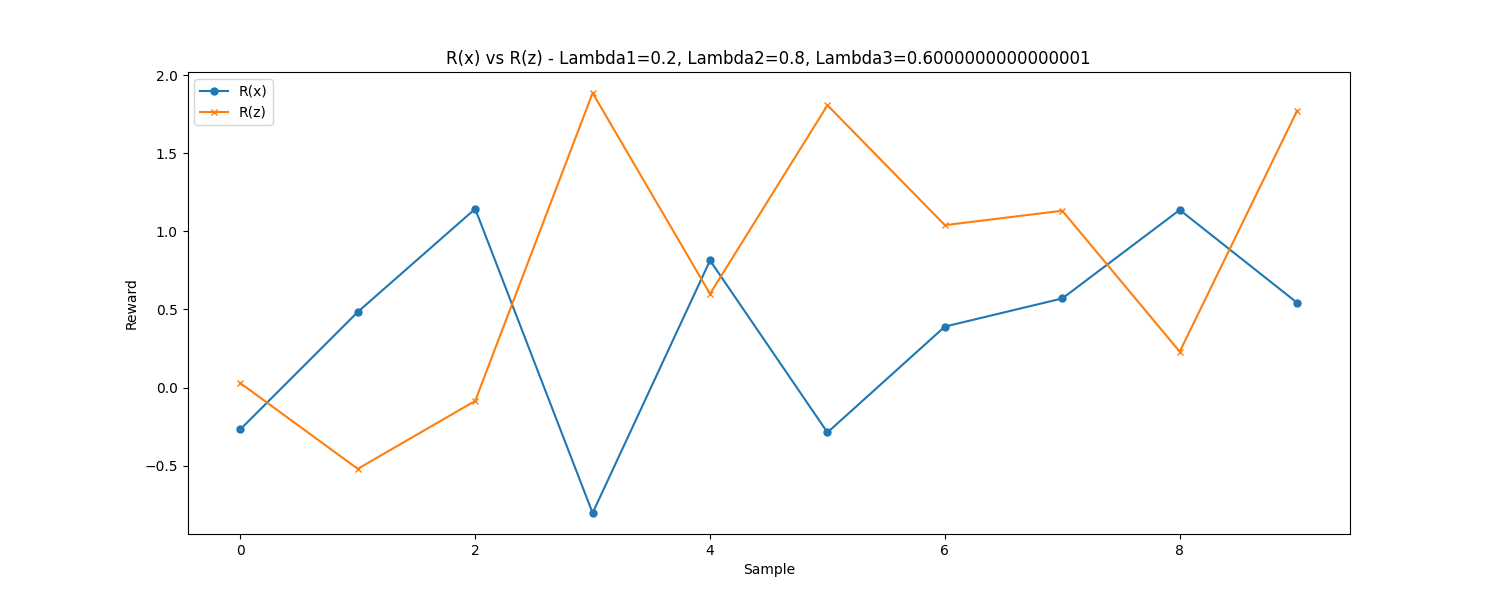 R(x) vs R(z) - Lambda1=0.2, Lambda2=0.8, Lambda3=0.6000000000000001
R(x)
R(z)
2.0
1.5
1.0
0.5
0.0
−0.5
Reward
0 2 4 6 8
Sample